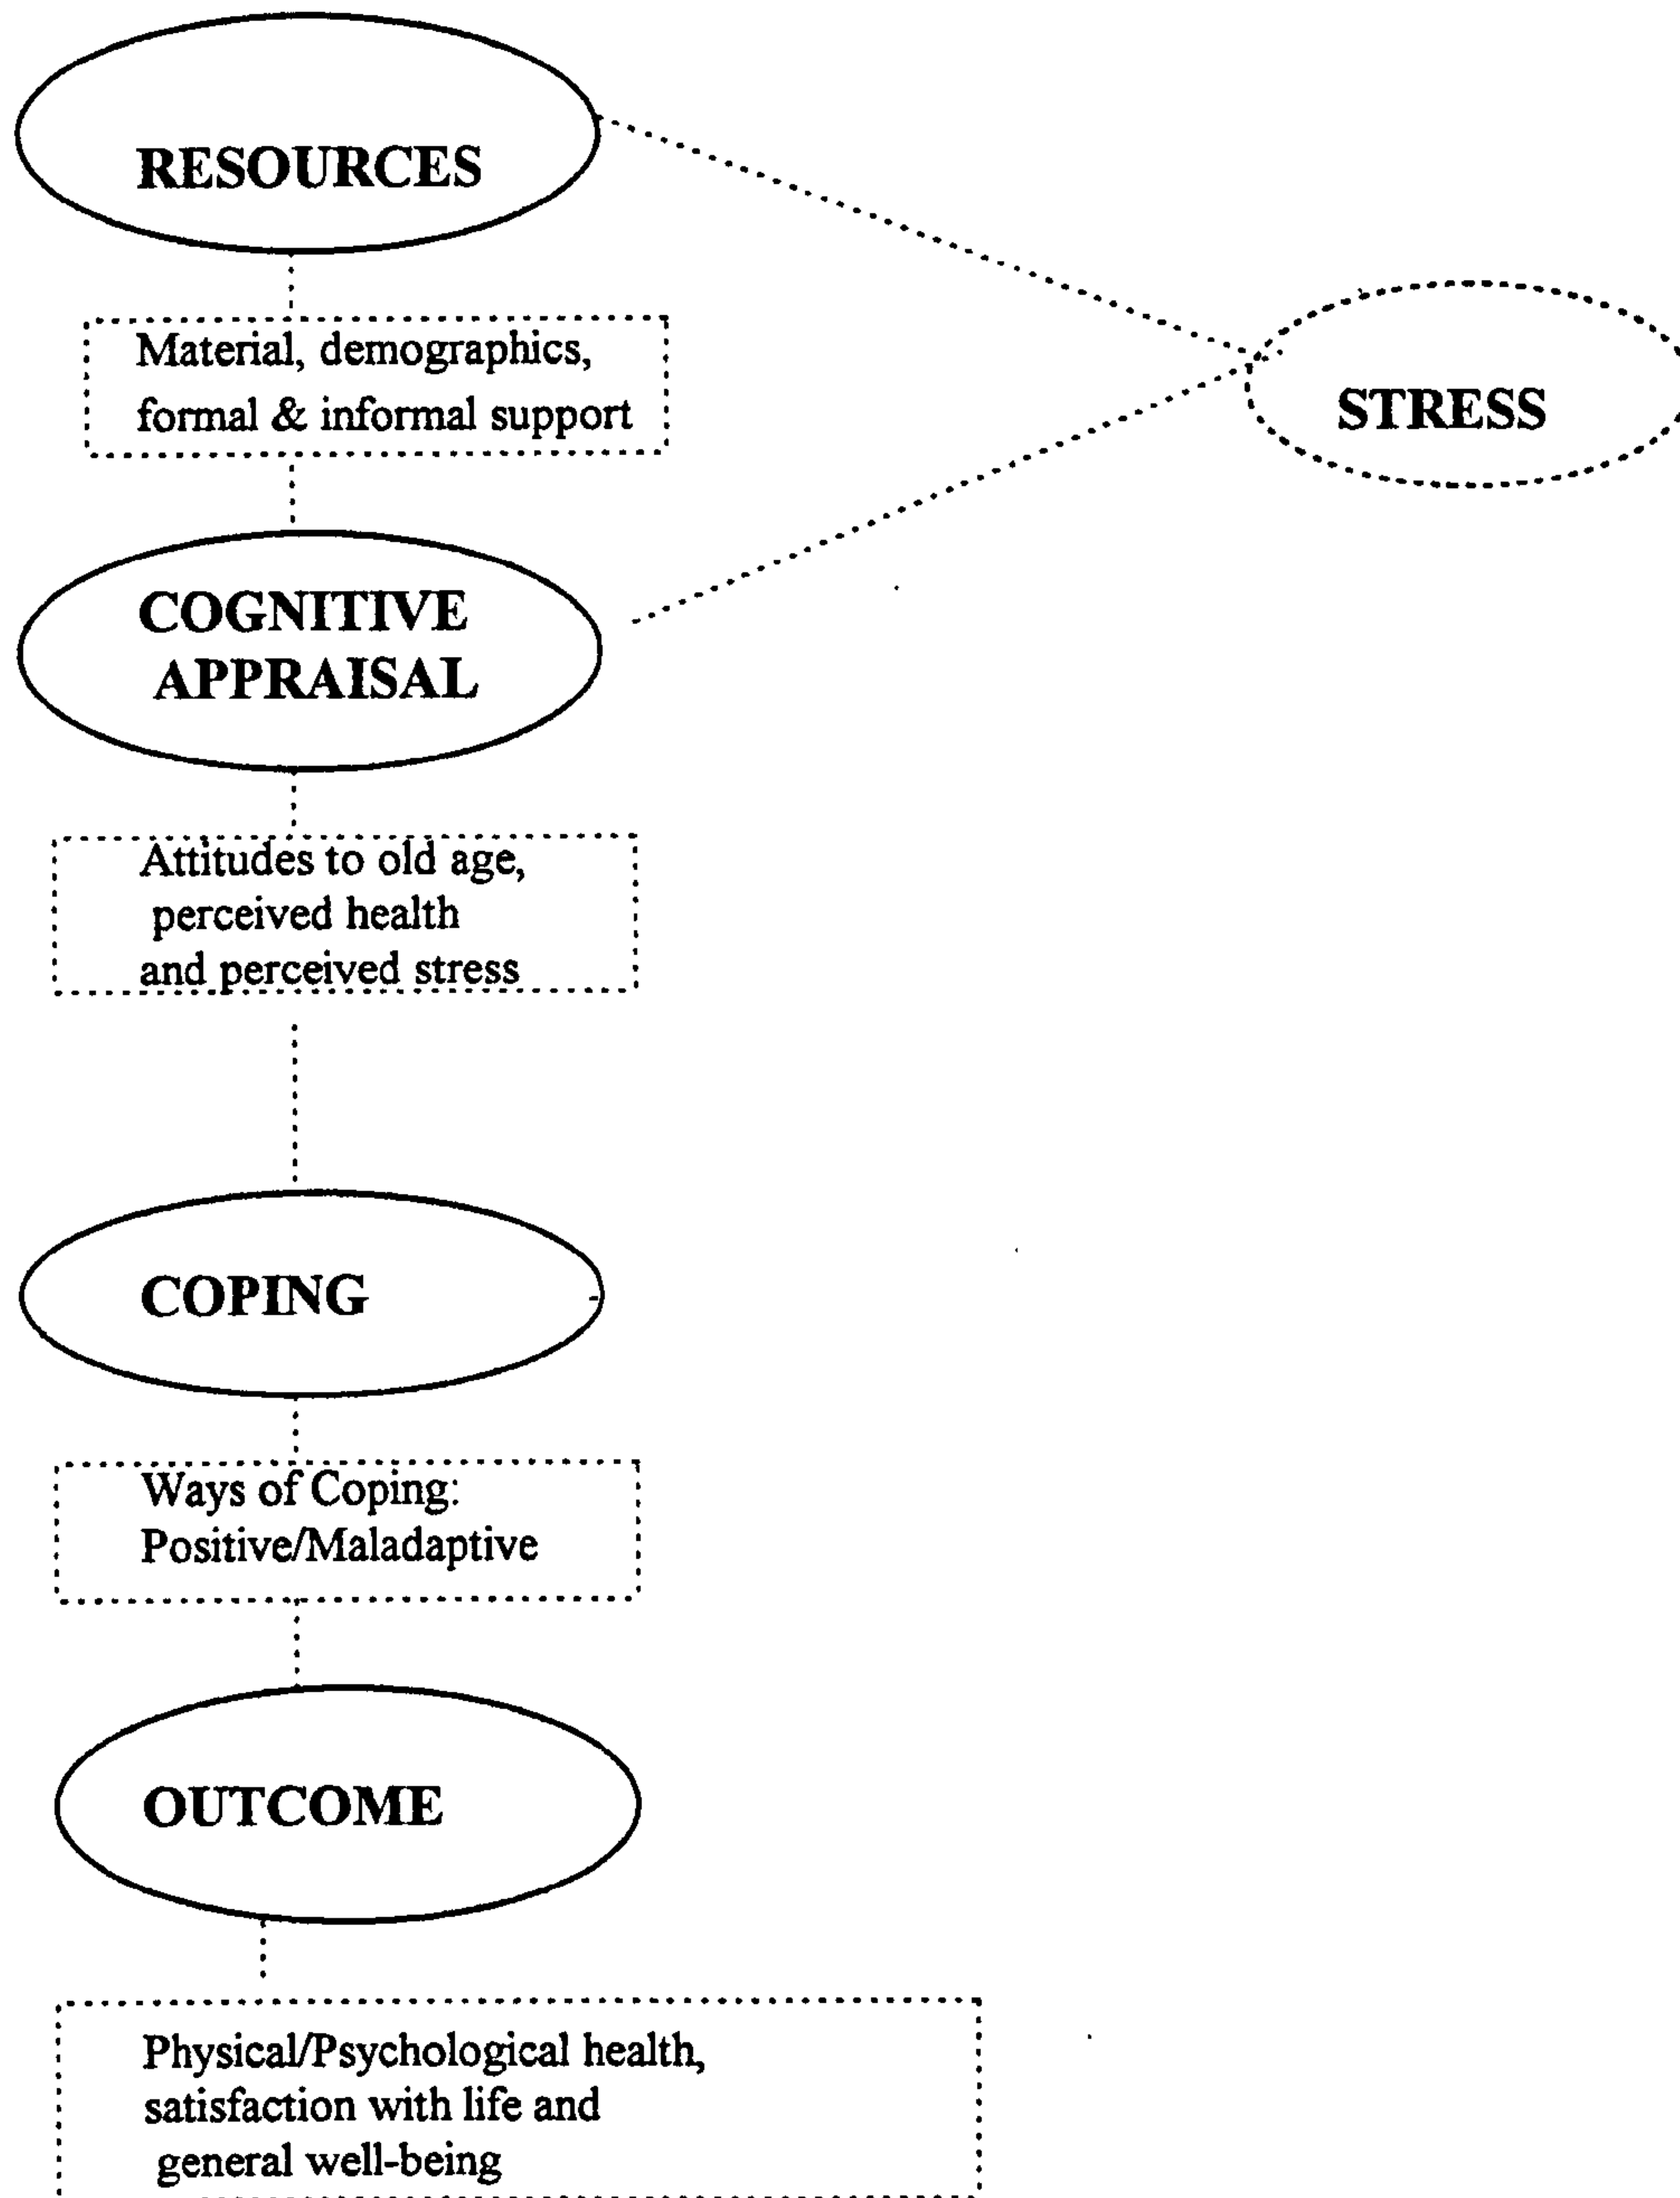 RESOURCES
Material, demographics,
formal & informal support
STRESS
COGNITIVE
APPRAISAL
Attitudes to old age,
perceived health
and perceived stress
COPING
Ways of Coping:
Positive/Maladaptive
OUTCOME
Physical/Psychological health,
satisfaction with life and
general well-being